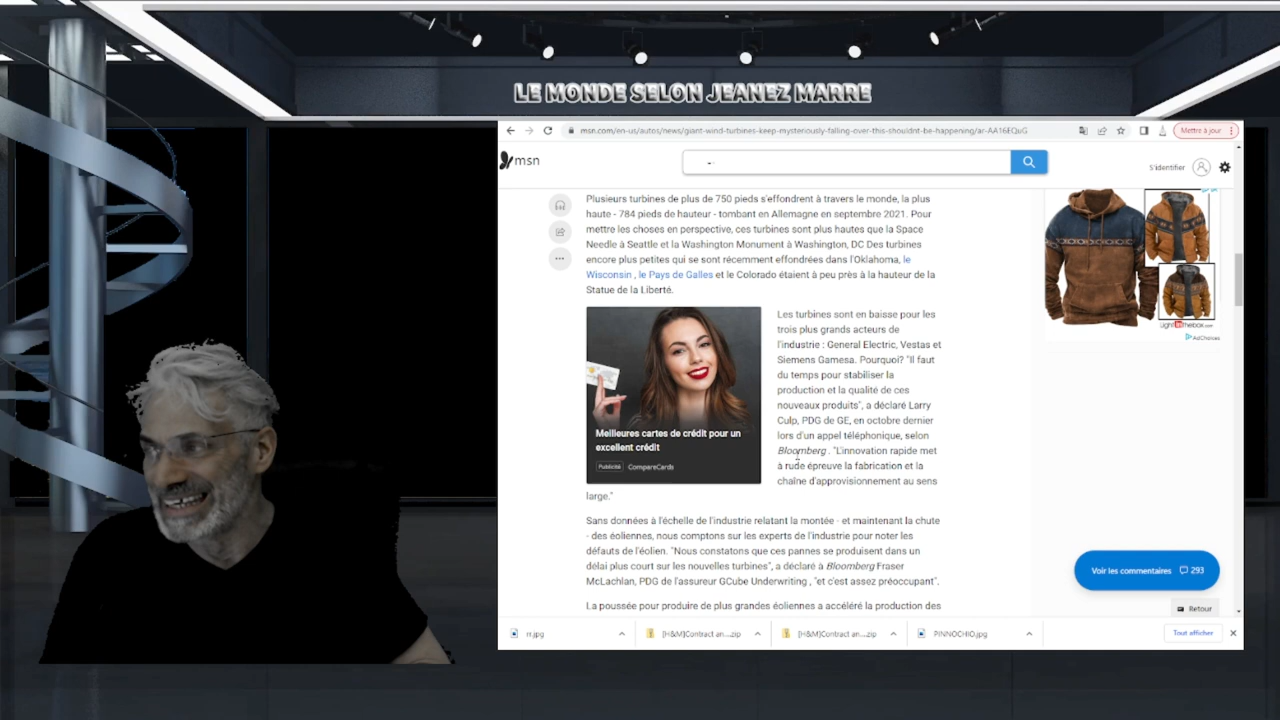 LE MONDE SELON JEANEZ MARRE
msn.com/en-us/autos/news/giant-wind-turbines-keep-mysteriously-falling-over-this-shouldnt-be-happening/ar-AA16EQuG
Mettre à jour
msn
S'identifier
Plusieurs turbines de plus de 750 pieds s'effondrent à travers le monde, la plus
haute - 784 pieds de hauteur - tombant en Allemagne en septembre 2021. Pour
mettre les choses en perspective, ces turbines sont plus hautes que la Space
Needle à Seattle et la Washington Monument à Washington, DC Des turbines
encore plus petites qui se sont récemment effondrées dans l'Oklahoma, le
Wisconsin , le Pays de Galles et le Colorado étaient à peu près à la hauteur de la
Statue de la Liberté.
Les turbines sont en baisse pour les
trois plus grands acteurs de
l'industrie : General Electric, Vestas et
Siemens Gamesa. Pourquoi? "Il faut
du temps pour stabiliser la
production et la qualité de ces
nouveaux produits", a déclaré Larry
Culp, PDG de GE, en octobre dernier
lors d'un appel téléphonique, selon
Bloomberg . "L'innovation rapide met
à rude épreuve la fabrication et la
chaîne d'approvisionnement au sens
large."
Meilleures cartes de crédit pour un
excellent crédit
Publicité CompareCards
Sans données à l'échelle de l'industrie relatant la montée - et maintenant la chute
- des éoliennes, nous comptons sur les experts de l'industrie pour noter les
défauts de l'éolien. "Nous constatons que ces pannes se produisent dans un
délai plus court sur les nouvelles turbines", a déclaré à Bloomberg Fraser
McLachlan, PDG de l'assureur GCube Underwriting , "et c'est assez préoccupant".
La poussée pour produire de plus grandes éoliennes a accéléré la production des
LightInTheBox.com
AdChoices
Voir les commentaires 293
Retour
rr.jpg
[H&M]Contract an....zip
[H&M]Contract an....zip
PINNOCHIO.jpg
Tout afficher